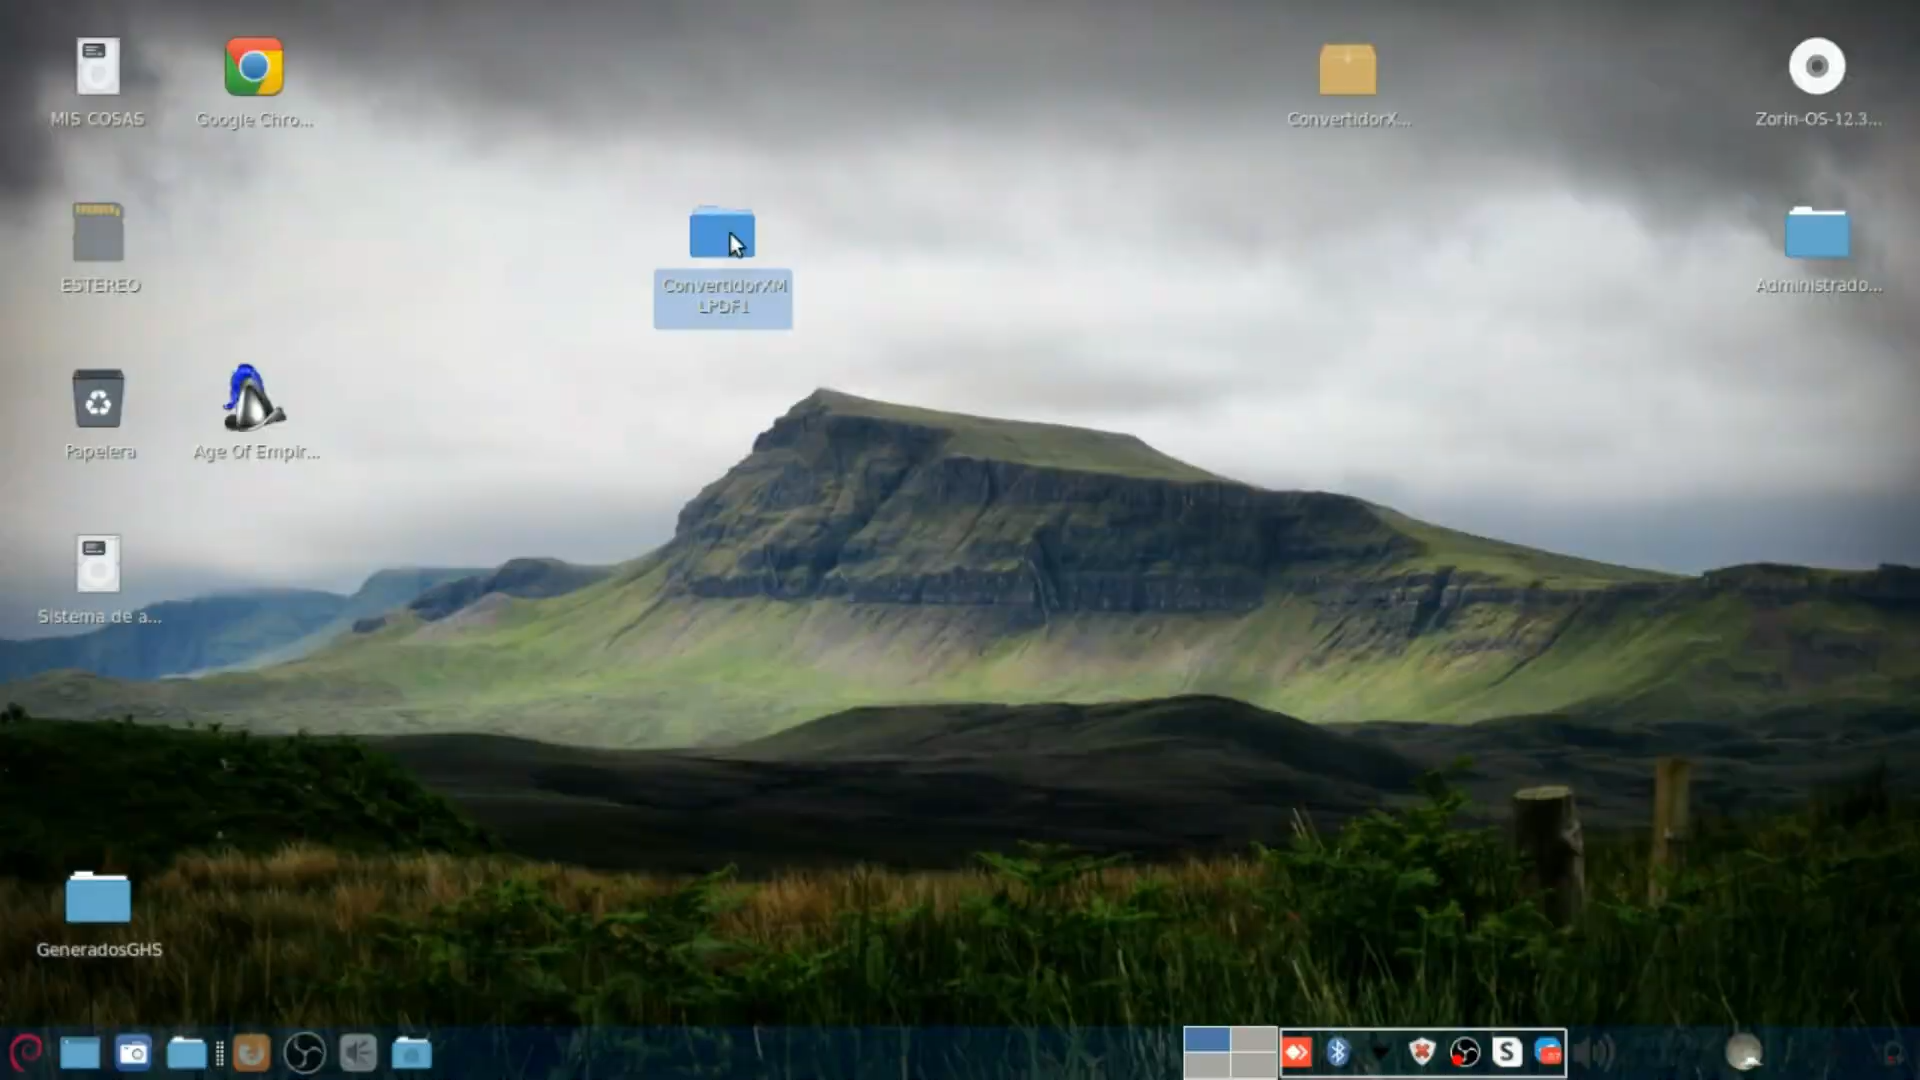 MIS COSAS
Google Chro...
ConvertidorX...
Zorin-OS-12.3...
ESTEREO
ConvertidorXM
LPDF1
Administrado...
Papelera
Age Of Empir...
Sistema de a...
GeneradosGHS
S